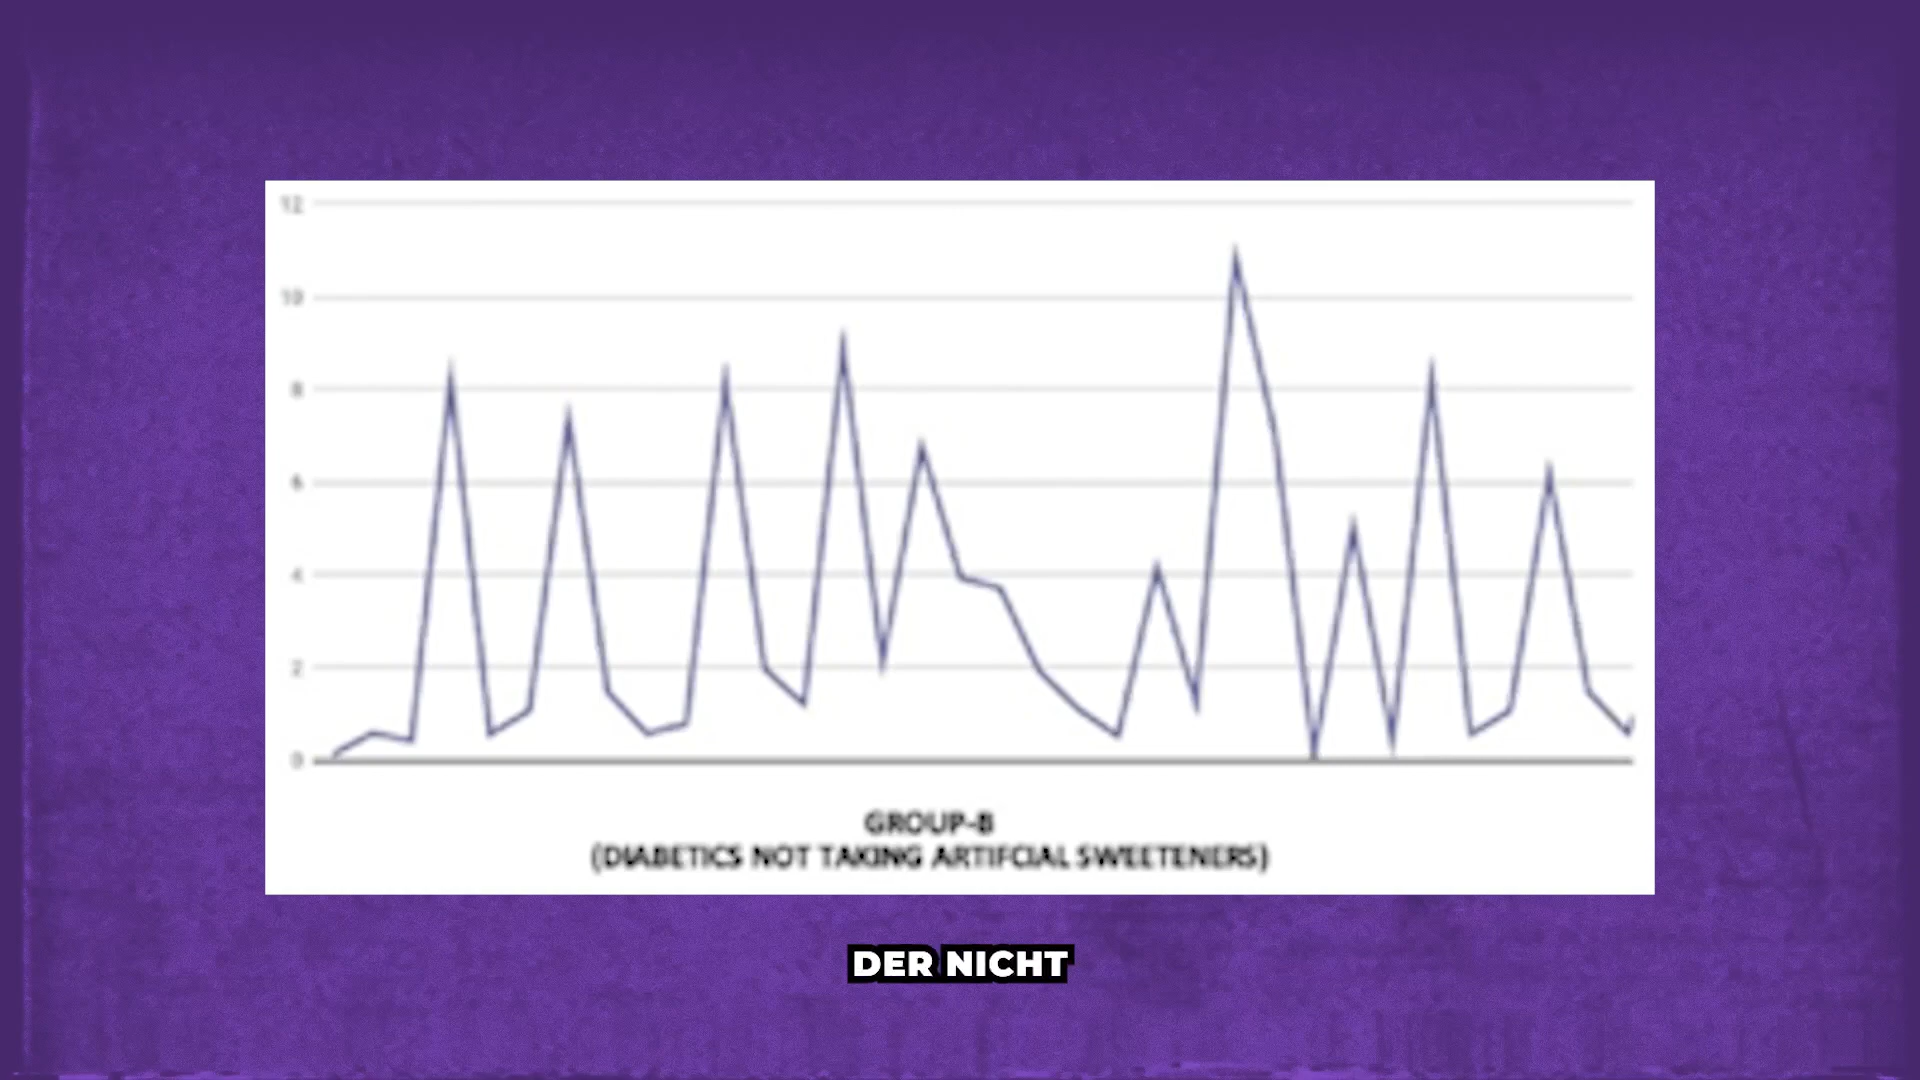 12
10
8
6
4
2
0
GROUP-B
(DIABETICS NOT TAKING ARTIFCIAL SWEETENERS)
DER NICHT